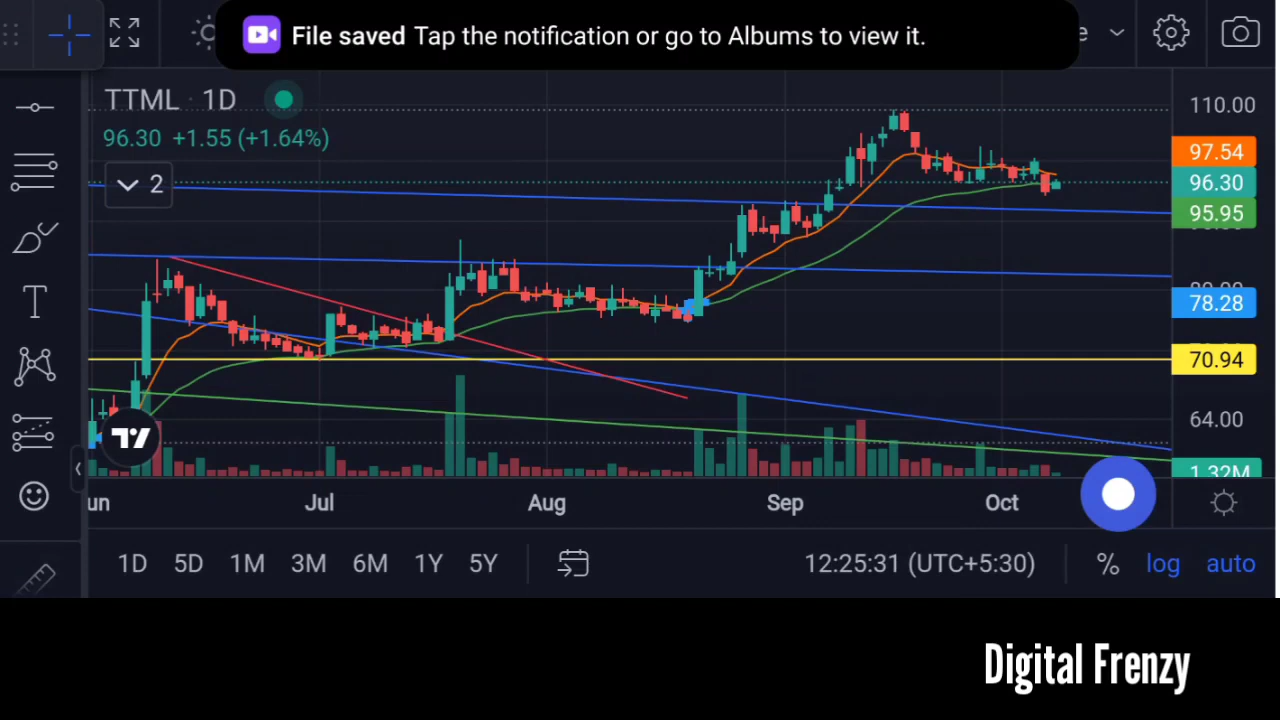 File saved Tap the notification or go to Albums to view it.
e
TTML · 1D
96.30 +1.55 (+1.64%)
2
110.00
97.54
96.30
95.95
78.28
70.94
64.00
1.32M
un Jul Aug Sep Oct
1D 5D 1M 3M 6M 1Y 5Y 12:25:31 (UTC+5:30) % log auto
Digital Frenzy